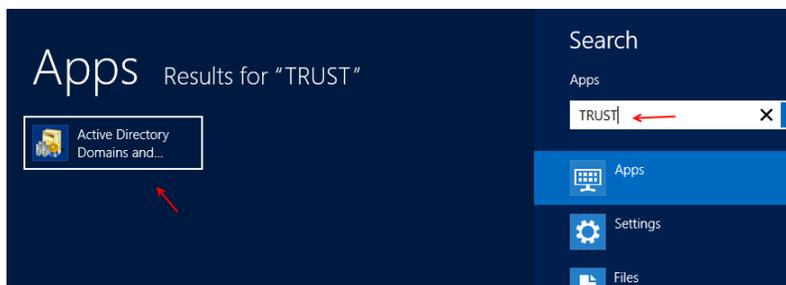 Apps Results for “TRUST”
Active Directory
Domains and...
Search
Apps
TRUST
Apps
Settings
Files